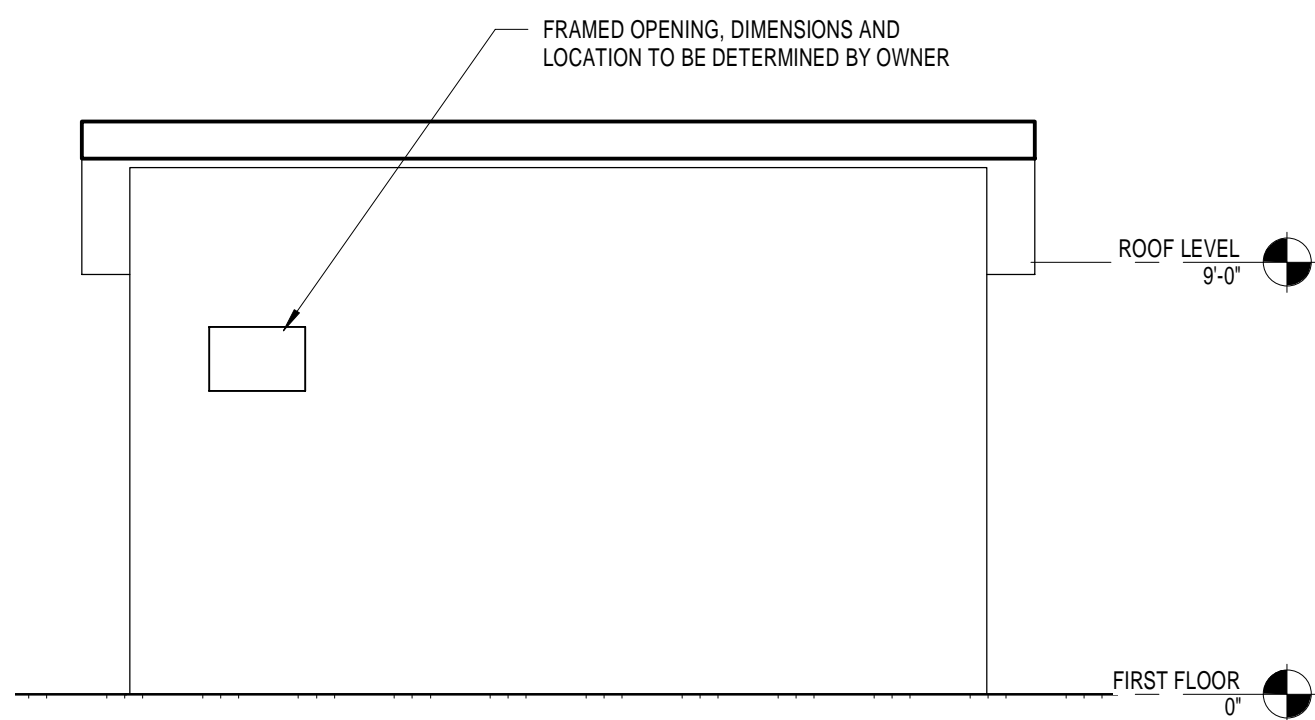 FRAMED OPENING, DIMENSIONS AND
LOCATION TO BE DETERMINED BY OWNER
ROOF LEVEL
9'-0"
FIRST FLOOR
0"